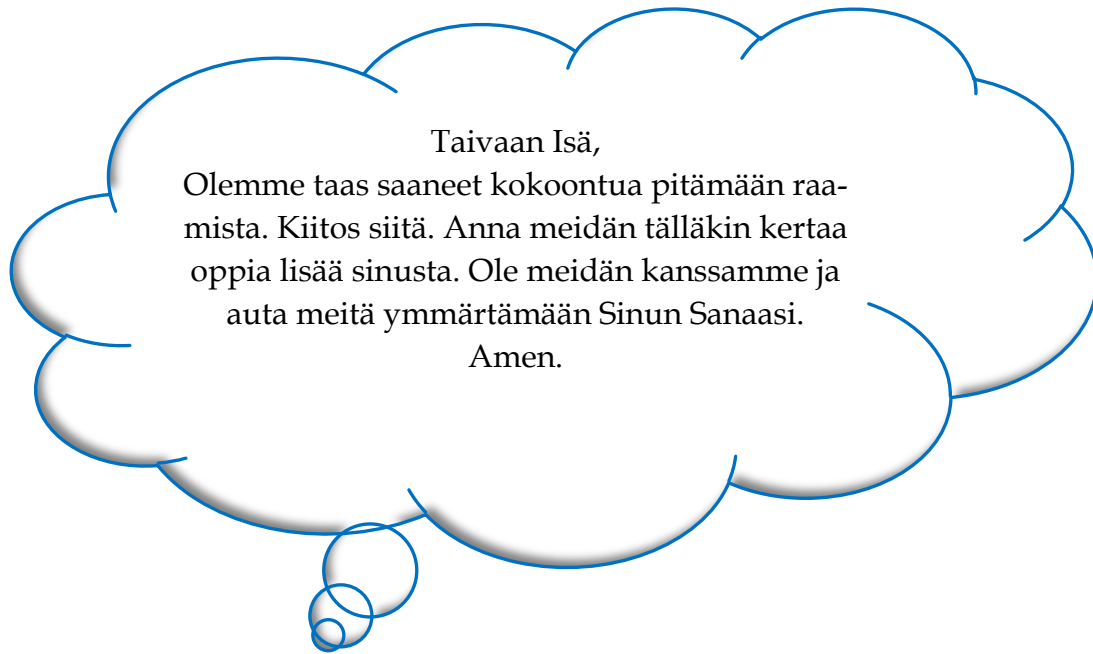 Taivaan Isä,
Olemme taas saaneet kokoontua pitämään raa-
mista. Kiitos siitä. Anna meidän tälläkin kertaa
oppia lisää sinusta. Ole meidän kanssamme ja
auta meitä ymmärtämään Sinun Sanaasi.
Amen.